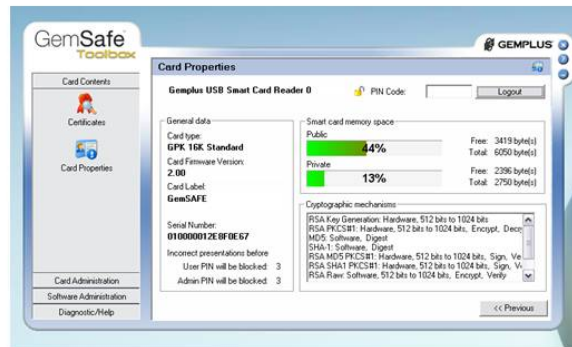 GemSafe
Toolbox
GEMPLUS
Card Contents
Certificates
Card Properties
Card Administration
Software Administration
Diagnostic/Help
Card Properties
Gemplus USB Smart Card Reader 0
PIN Code:
Logout
General data
Card type:
GPK 16K Standard
Card Firmware Version:
2.00
Card Label:
GemSAFE
Serial Number:
010000012E8F0E67
Incorrect presentations before
User PIN will be blocked: 3
Admin PIN will be blocked: 3
Smart card memory space
Public
44%
Free: 3419 byte(s)
Total: 6050 byte(s)
Private
13%
Free: 2396 byte(s)
Total: 2750 byte(s)
Cryptographic mechanisms
RSA Key Generation: Hardware, 512 bits to 1024 bits
RSA PKCS#1: Hardware, 512 bits to 1024 bits, Encrypt, Decry
MD5: Software, Digest
SHA-1: Software, Digest
RSA MD5 PKCS#1: Hardware, 512 bits to 1024 bits, Sign, Ve
RSA SHA1 PKCS#1: Hardware, 512 bits to 1024 bits, Sign, V
RSA Raw: Software, 512 bits to 1024 bits, Encrypt, Verify
<< Previous